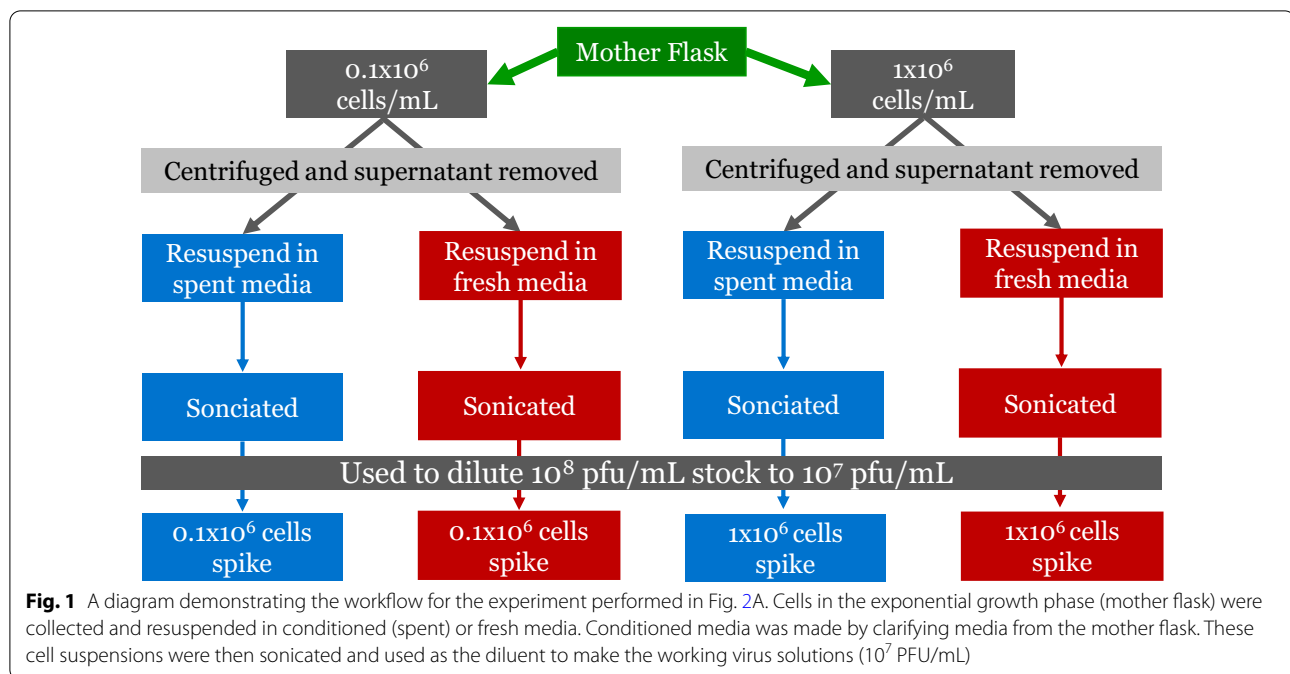 Mother Flask
0.1x10⁶
cells/mL
1x10⁶
cells/mL
Centrifuged and supernatant removed
Centrifuged and supernatant removed
Resuspend in
spent media
Resuspend in
fresh media
Resuspend in
spent media
Resuspend in
fresh media
Sonciated
Sonicated
Sonciated
Sonicated
Used to dilute 10⁸ pfu/mL stock to 10⁷ pfu/mL
0.1x10⁶ cells
spike
0.1x10⁶ cells
spike
1x10⁶ cells
spike
1x10⁶ cells
spike
Fig. 1 A diagram demonstrating the workflow for the experiment performed in Fig. 2A. Cells in the exponential growth phase (mother flask) were
collected and resuspended in conditioned (spent) or fresh media. Conditioned media was made by clarifying media from the mother flask. These
cell suspensions were then sonicated and used as the diluent to make the working virus solutions (10⁷ PFU/mL)